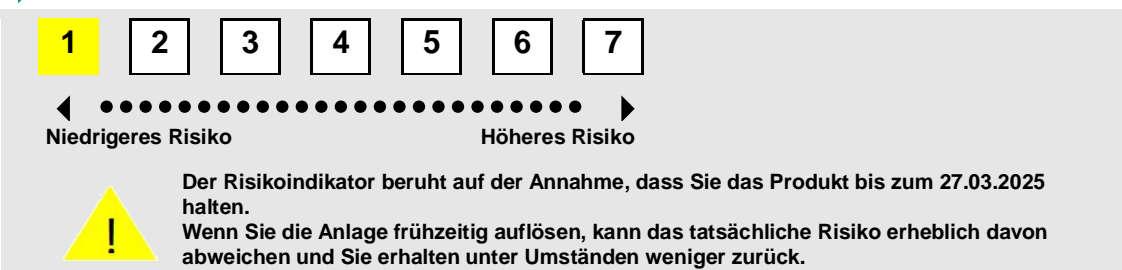 1 2 3 4 5 6 7
Niedrigeres Risiko Höheres Risiko
Der Risikoindikator beruht auf der Annahme, dass Sie das Produkt bis zum 27.03.2025
halten.
!
Wenn Sie die Anlage frühzeitig auflösen, kann das tatsächliche Risiko erheblich davon
abweichen und Sie erhalten unter Umständen weniger zurück.